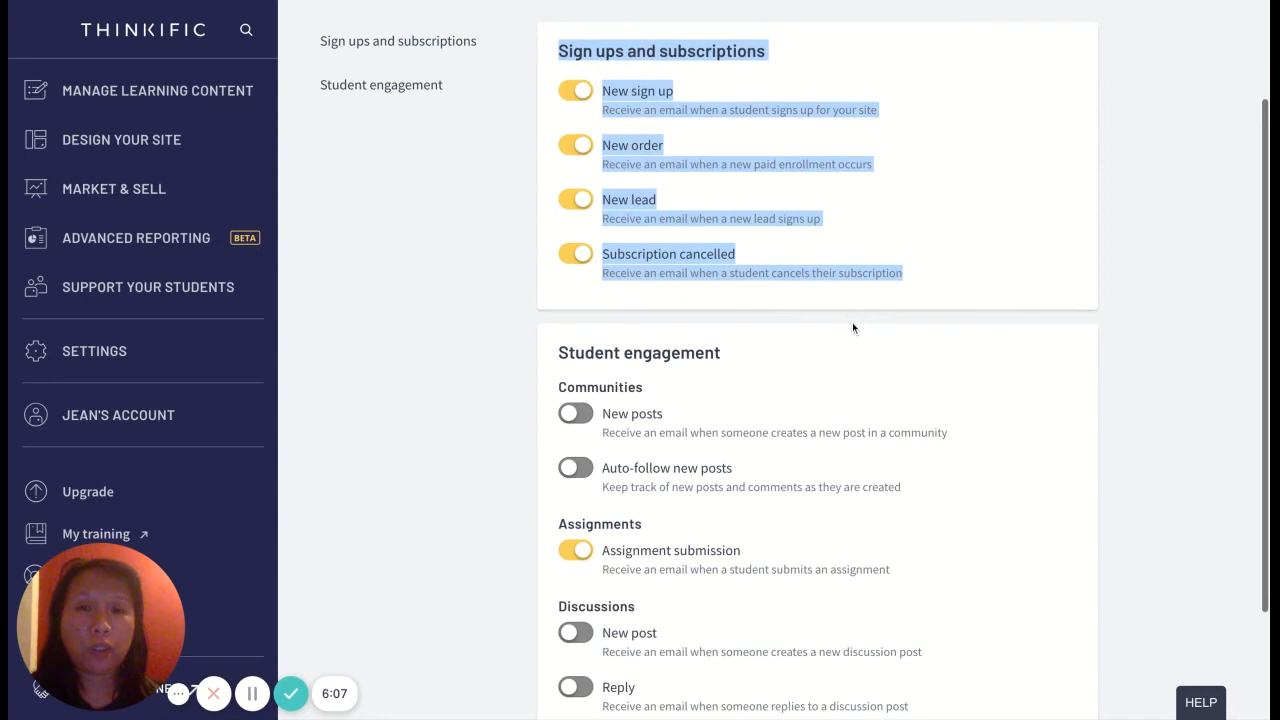 THINKIFIC
MANAGE LEARNING CONTENT
DESIGN YOUR SITE
MARKET & SELL
ADVANCED REPORTING BETA
SUPPORT YOUR STUDENTS
SETTINGS
JEAN'S ACCOUNT
Upgrade
My training
Sign ups and subscriptions
Student engagement
Sign ups and subscriptions
New sign up
Receive an email when a student signs up for your site
New order
Receive an email when a new paid enrollment occurs
New lead
Receive an email when a new lead signs up
Subscription cancelled
Receive an email when a student cancels their subscription
Student engagement
Communities
New posts
Receive an email when someone creates a new post in a community
Auto-follow new posts
Keep track of new posts and comments as they are created
Assignments
Assignment submission
Receive an email when a student submits an assignment
Discussions
New post
Receive an email when someone creates a new discussion post
Reply
Receive an email when someone replies to a discussion post
6:07
HELP